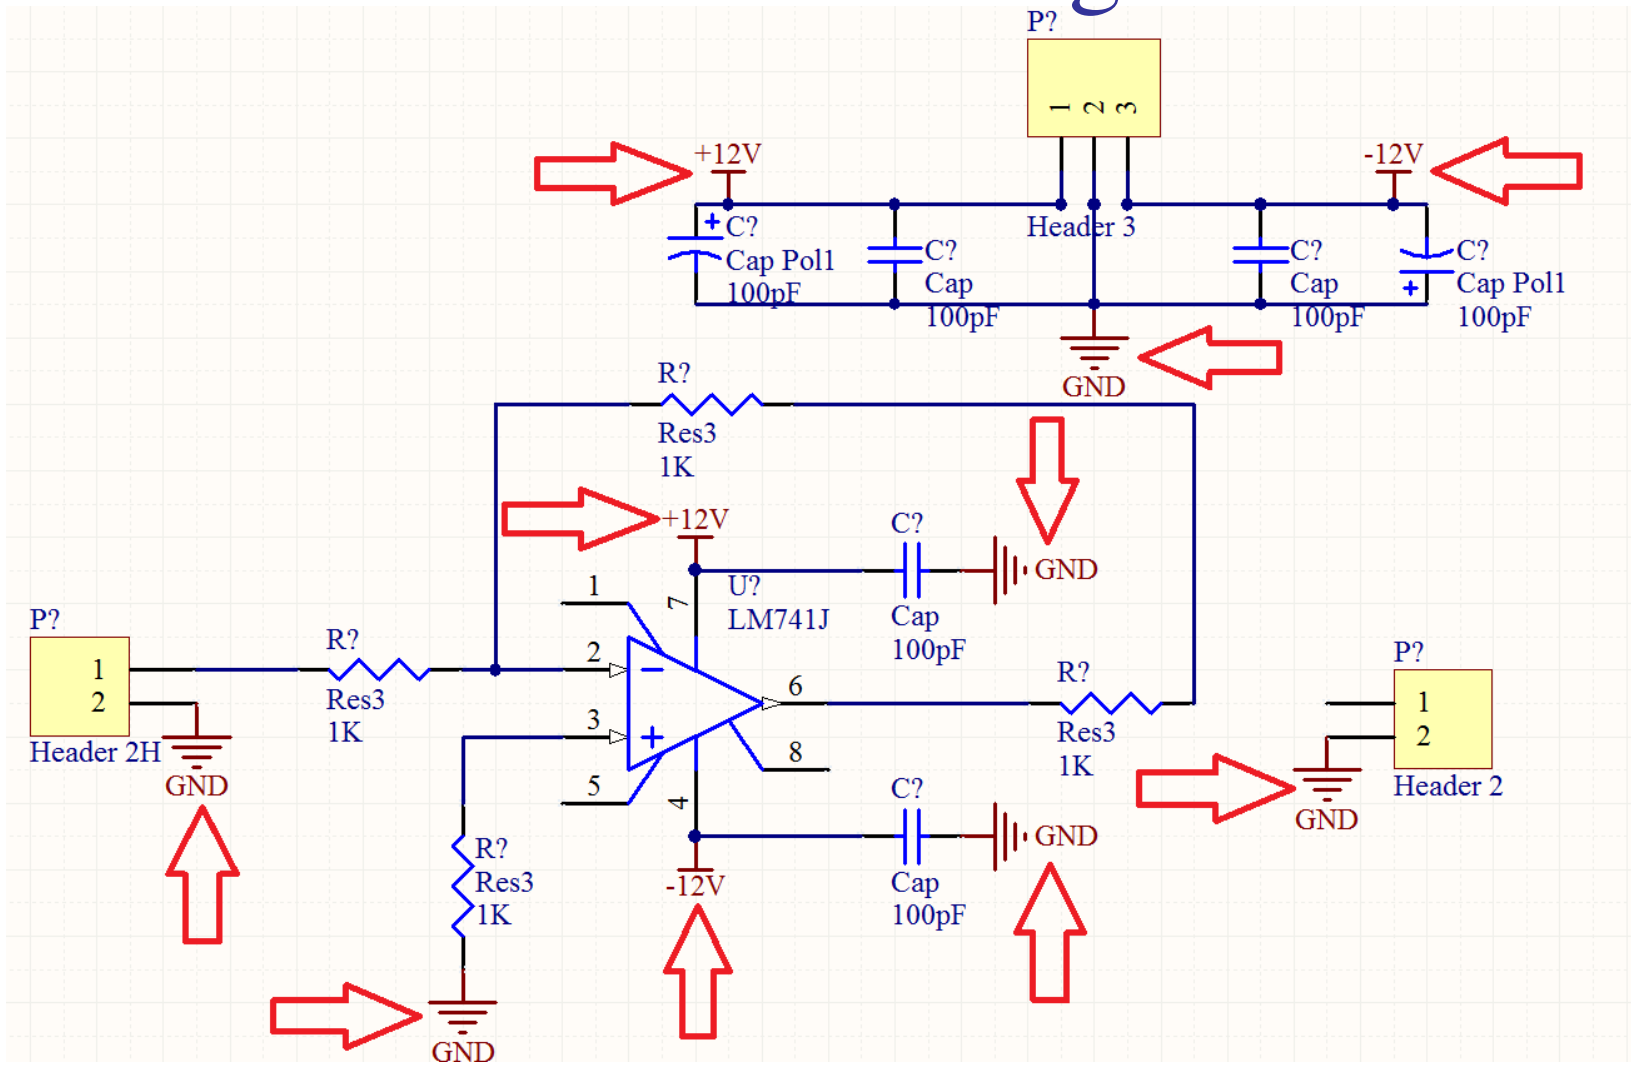 g
P?
1 2 3
+12V
-12V
Header 3
C?
Cap Pol1
100pF
C?
Cap
100pF
C?
Cap
100pF
C?
Cap Pol1
100pF
GND
R?
Res3
1K
+12V
C?
GND
Cap
100pF
U?
LM741J
1
7
2
3
5
4
6
8
P?
1
2
Header 2H
GND
R?
Res3
1K
R?
Res3
1K
P?
1
2
Header 2
GND
C?
GND
Cap
100pF
-12V
R?
Res3
1K
GND